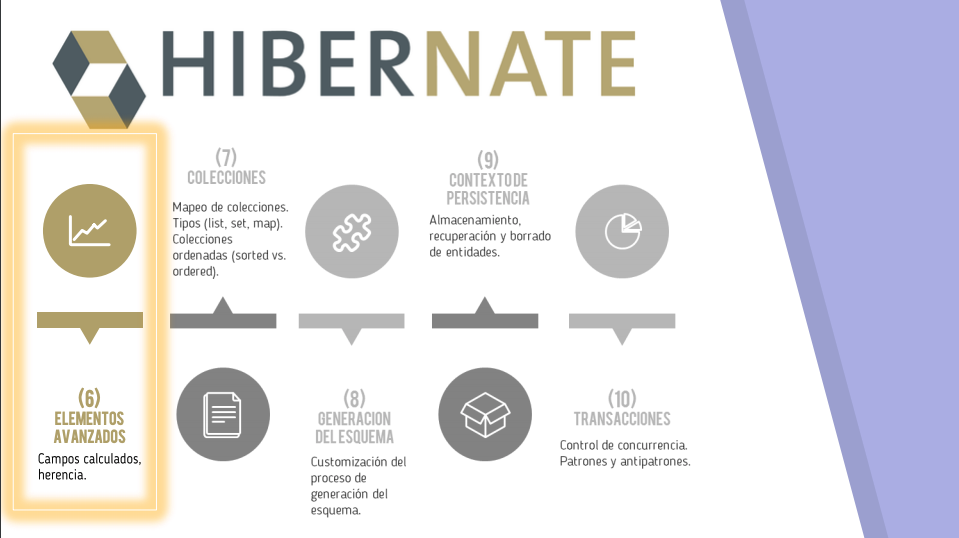 HIBERNATE
(6)
ELEMENTOS
AVANZADOS
Campos calculados,
herencia.
(7)
COLECCIONES
Mapeo de colecciones.
Tipos (list, set, map).
Colecciones
ordenadas (sorted vs.
ordered).
(8)
GENERACION
DEL ESQUEMA
Customización del
proceso de
generación del
esquema.
(9)
CONTEXTO DE
PERSISTENCIA
Almacenamiento,
recuperación y borrado
de entidades.
(10)
TRANSACCIONES
Control de concurrencia.
Patrones y antipatrones.